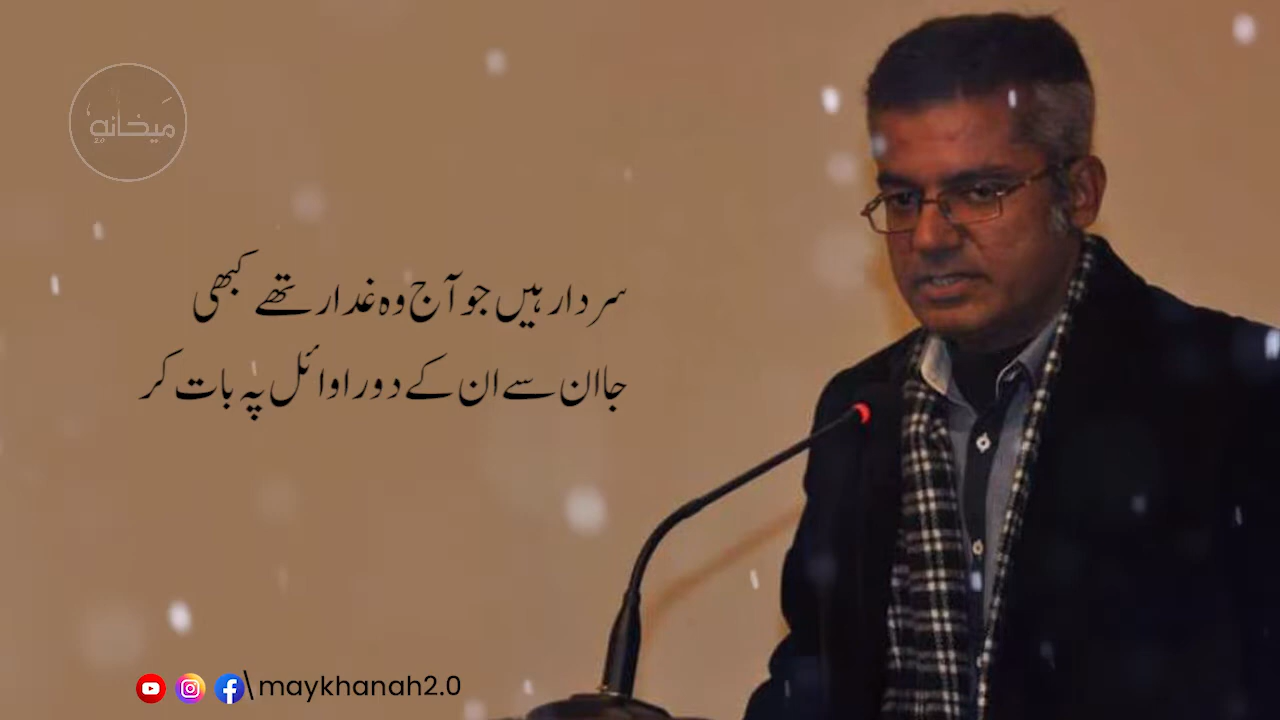 میخانہ
سردار ہیں جو آج وہ غدار تھے کبھی
جا ان سے ان کے دور اوائل پہ بات کر
\maykhanah2.0